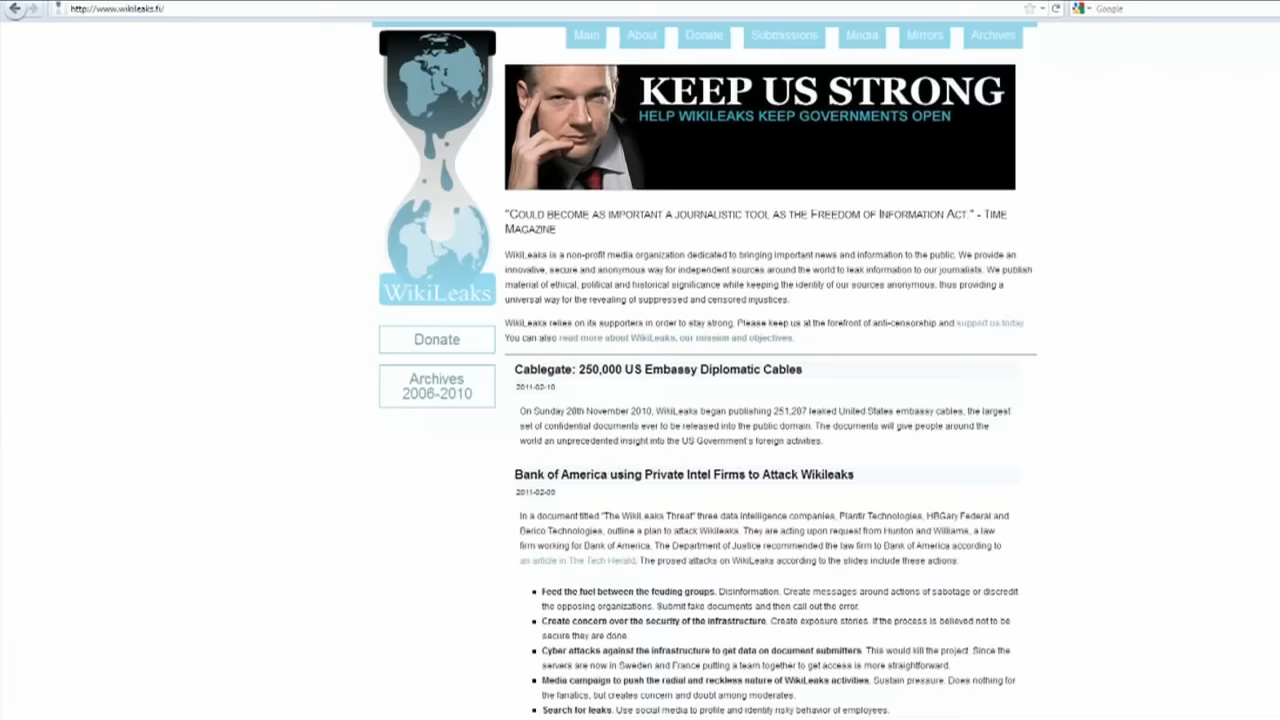 http://www.wikileaks.fi/
Google
Main About Donate Submissions Media Mirrors Archives
KEEP US STRONG
HELP WIKILEAKS KEEP GOVERNMENTS OPEN
WikiLeaks
Donate
Archives
2006-2010
"Could become as important a journalistic tool as the Freedom of Information Act." - Time
Magazine
WikiLeaks is a non-profit media organization dedicated to bringing important news and information to the public. We provide an
innovative, secure and anonymous way for independent sources around the world to leak information to our journalists. We publish
material of ethical, political and historical significance while keeping the identity of our sources anonymous, thus providing a
universal way for the revealing of suppressed and censored injustices.
WikiLeaks relies on its supporters in order to stay strong. Please keep us at the forefront of anti-censorship and support us today.
You can also read more about WikiLeaks, our mission and objectives.
Cablegate: 250,000 US Embassy Diplomatic Cables
2011-02-10
On Sunday 28th November 2010, WikiLeaks began publishing 251,287 leaked United States embassy cables, the largest
set of confidential documents ever to be released into the public domain. The documents will give people around the
world an unprecedented insight into the US Government's foreign activities.
Bank of America using Private Intel Firms to Attack Wikileaks
2011-02-09
In a document titled "The WikiLeaks Threat" three data intelligence companies, Plantir Technologies, HBGary Federal and
Berico Technologies, outline a plan to attack Wikileaks. They are acting upon request from Hunton and Williams, a law
firm working for Bank of America. The Department of Justice recommended the law firm to Bank of America according to
an article in The Tech Herald. The prosed attacks on WikiLeaks according to the slides include these actions:
Feed the fuel between the feuding groups. Disinformation. Create messages around actions of sabotage or discredit
the opposing organizations. Submit fake documents and then call out the error.
Create concern over the security of the infrastructure. Create exposure stories. If the process is believed not to be
secure they are done.
Cyber attacks against the infrastructure to get data on document submitters. This would kill the project. Since the
servers are now in Sweden and France putting a team together to get access is more straightforward.
Media campaign to push the radial and reckless nature of WikiLeaks activities. Sustain pressure. Does nothing for
the fanatics, but creates concern and doubt among moderates.
Search for leaks. Use social media to profile and identify risky behavior of employees.